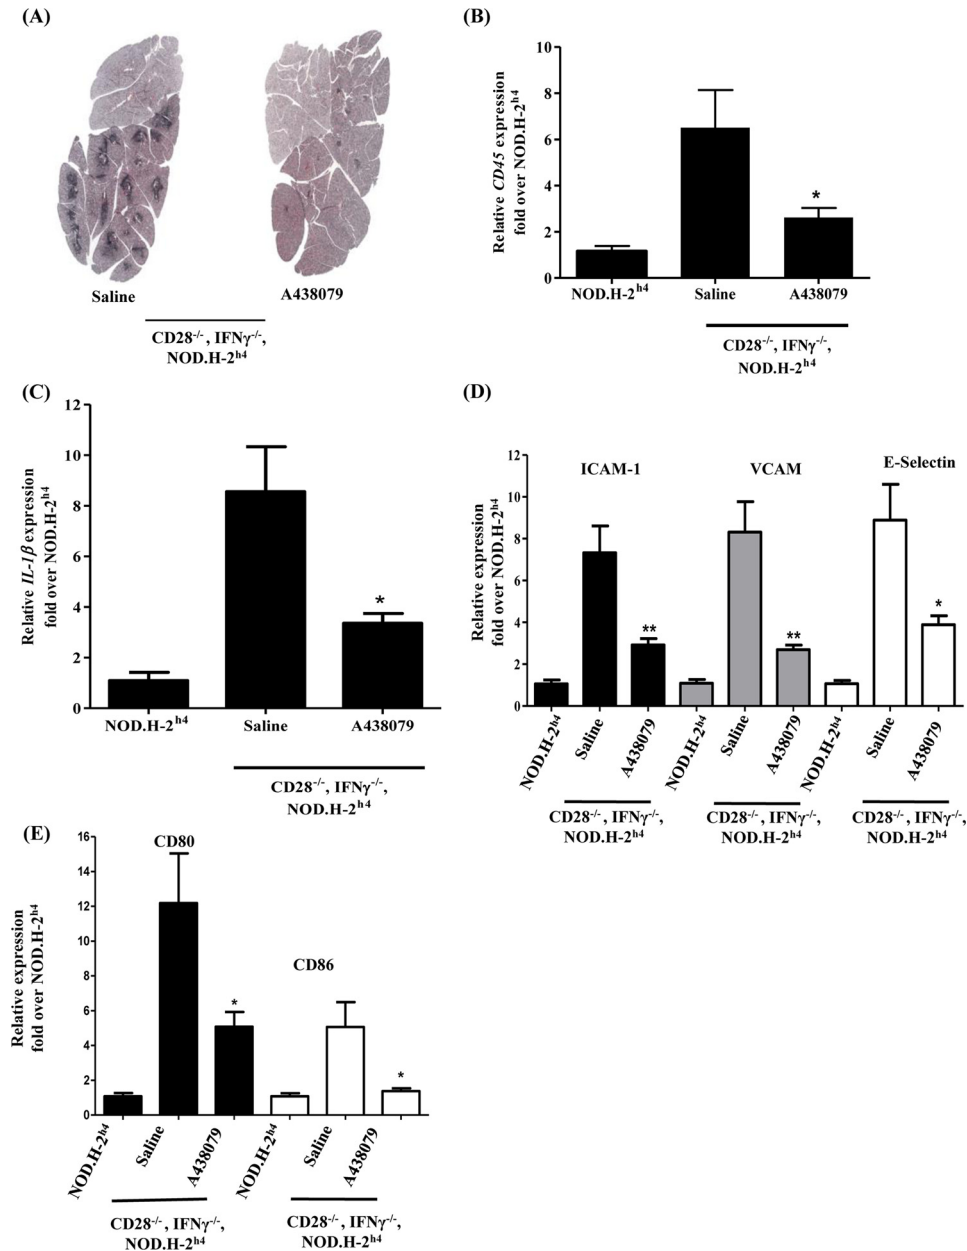 (A)
Saline
A438079
CD28-/-, IFNγ-/-,
NOD.H-2h4
(B)
Relative CD45 expression
fold over NOD.H-2h4
10
8
6
4
2
0
*
NOD.H-2h4
Saline
A438079
CD28-/-, IFNγ-/-,
NOD.H-2h4
(C)
Relative IL-1β expression
fold over NOD.H-2h4
12
10
8
6
4
2
0
*
NOD.H-2h4
Saline
A438079
CD28-/-, IFNγ-/-,
NOD.H-2h4
(D)
Relative expression
fold over NOD.H-2h4
12
10
8
6
4
2
0
ICAM-1
VCAM
E-Selectin
**
**
*
NOD.H-2h4
Saline
A438079
NOD.H-2h4
Saline
A438079
NOD.H-2h4
Saline
A438079
CD28-/-, IFNγ-/-,
NOD.H-2h4
CD28-/-, IFNγ-/-,
NOD.H-2h4
CD28-/-, IFNγ-/-,
NOD.H-2h4
(E)
Relative expression
fold over NOD.H-2h4
16
14
12
10
8
6
4
2
0
CD80
CD86
*
*
NOD.H-2h4
Saline
A438079
NOD.H-2h4
Saline
A438079
CD28-/-, IFNγ-/-,
NOD.H-2h4
CD28-/-, IFNγ-/-,
NOD.H-2h4